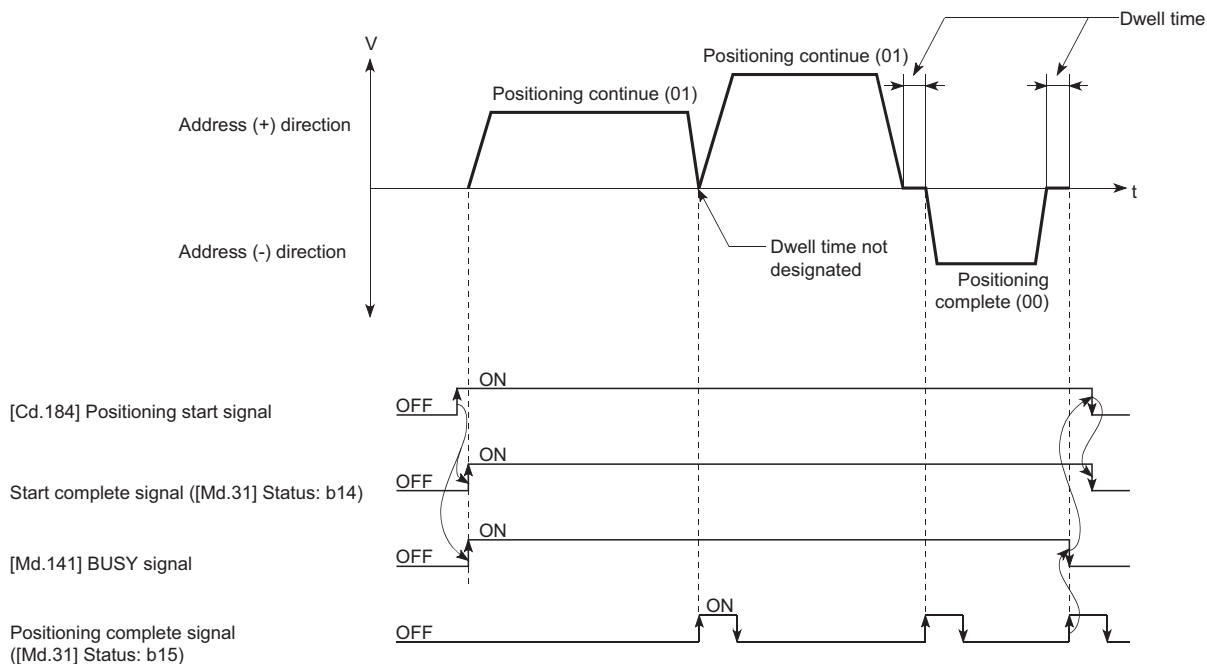 Dwell time
V
Positioning continue (01)
Positioning continue (01)
Address (+) direction
t
Address (-) direction
Dwell time not
designated
Positioning
complete (00)
ON
OFF
[Cd.184] Positioning start signal
ON
OFF
Start complete signal ([Md.31] Status: b14)
ON
OFF
[Md.141] BUSY signal
ON
OFF
Positioning complete signal
([Md.31] Status: b15)